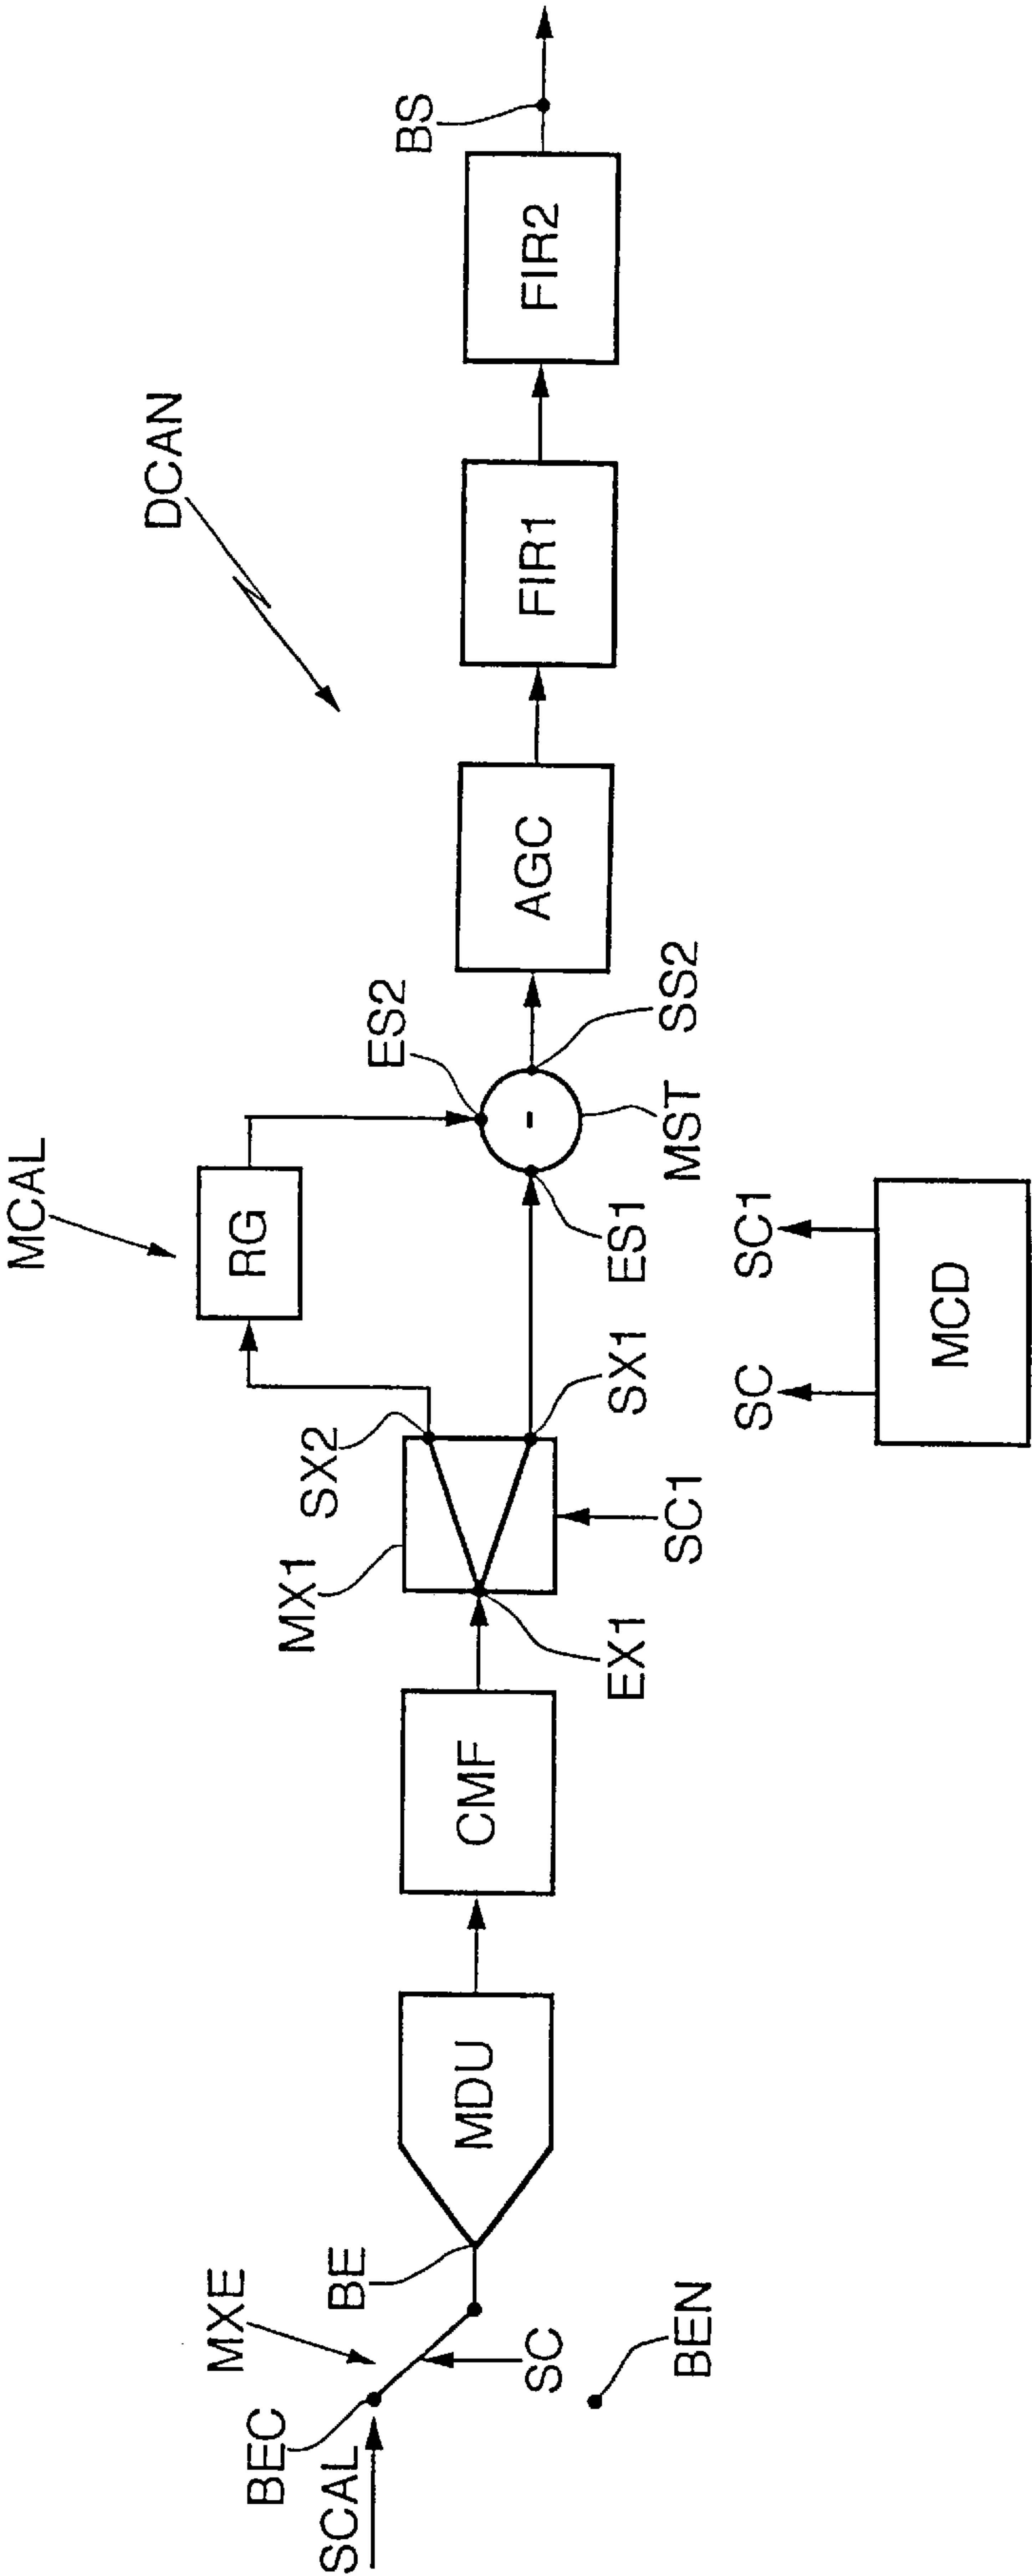 MCAL
DCAN
BS
RG
ES2
MX1
SX2
MXE
BEC
SCAL
BE
MDU
CMF
AGC
FIR1
FIR2
SC
EX1
SC1
SX1
ES1
MST
SS2
BEN
SC
SC1
MCD